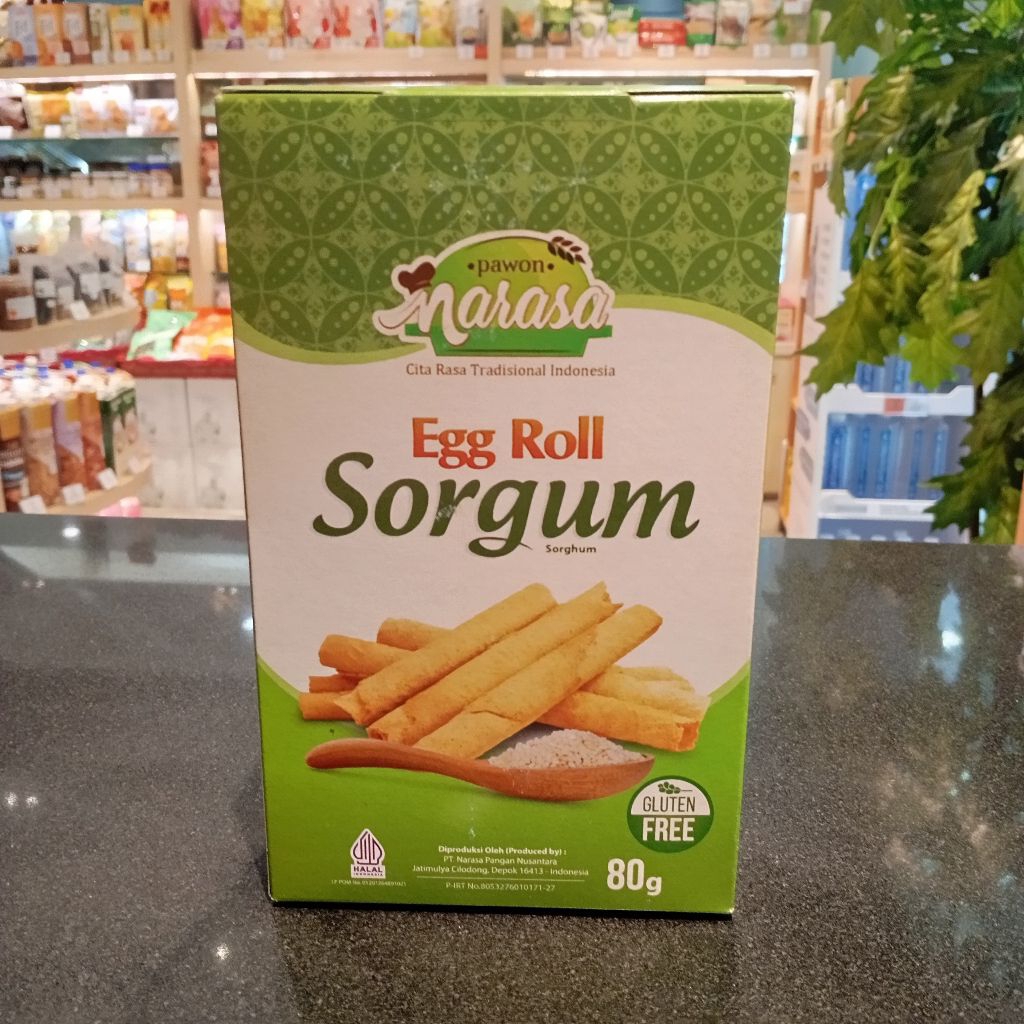 pawon
Narasa
Cita Rasa Tradisional Indonesia
Egg Roll
Sorgum
Sorghum
GLUTEN
FREE
HALAL
INDONESIA
Diproduksi Oleh (Produced by) :
PT. Narasa Pangan Nusantara
Jatimulya Cilodong, Depok 16413 - Indonesia
P-IRT No.8053276010171-27
80g